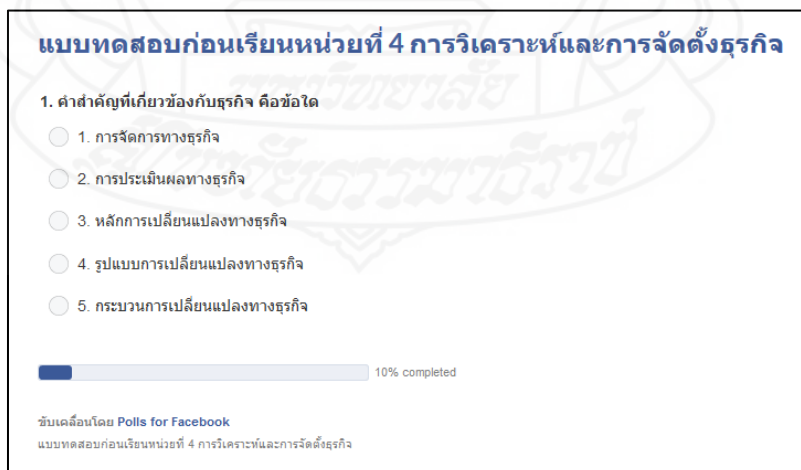 แบบทดสอบก่อนเรียนหน่วยที่ 4 การวิเคราะห์และการจัดตั้งธุรกิจ
1. คำสำคัญที่เกี่ยวข้องกับธุรกิจ คือข้อใด
1. การจัดการทางธุรกิจ
2. การประเมินผลทางธุรกิจ
3. หลักการเปลี่ยนแปลงทางธุรกิจ
4. รูปแบบการเปลี่ยนแปลงทางธุรกิจ
5. กระบวนการเปลี่ยนแปลงทางธุรกิจ
10% completed
ขับเคลื่อนโดย Polls for Facebook
แบบทดสอบก่อนเรียนหน่วยที่ 4 การวิเคราะห์และการจัดตั้งธุรกิจ